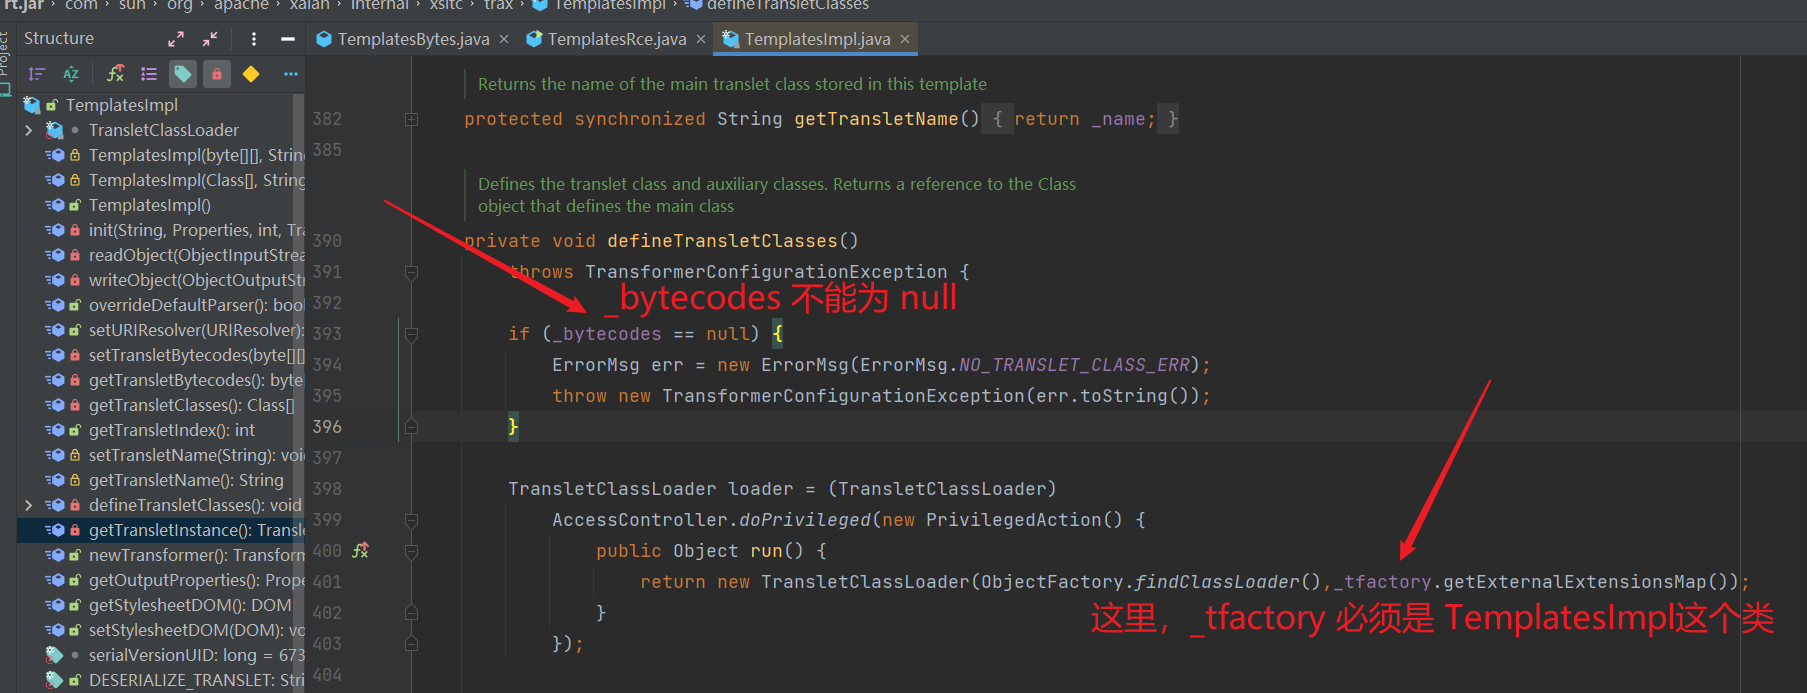 rt.jar › com › sun › org › apache › xalan › internal › xsltc › trax › TemplatesImpl › defineTransletClasses
Project
Structure
TemplatesBytes.java ×
TemplatesRce.java ×
TemplatesImpl.java ×
TemplatesImpl
TransletClassLoader
TemplatesImpl(byte[][], Strin
TemplatesImpl(Class[], String
TemplatesImpl()
init(String, Properties, int, Tra
readObject(ObjectInputStrea
writeObject(ObjectOutputStr
overrideDefaultParser(): bool
setURIResolver(URIResolver):
setTransletBytecodes(byte[][]
getTransletBytecodes(): byte
getTransletClasses(): Class[]
getTransletIndex(): int
setTransletName(String): voi
getTransletName(): String
defineTransletClasses(): void
getTransletInstance(): Transle
newTransformer(): Transform
getOutputProperties(): Prope
getStylesheetDOM(): DOM
setStylesheetDOM(DOM): vo
serialVersionUID: long = 673
DESERIALIZE_TRANSLET: Stri
Returns the name of the main translet class stored in this template
382 protected synchronized String getTransletName() { return _name; }
385
Defines the translet class and auxiliary classes. Returns a reference to the Class
object that defines the main class
390 private void defineTransletClasses()
391 throws TransformerConfigurationException {
392
_bytecodes 不能为 null
393 if (_bytecodes == null) {
394 ErrorMsg err = new ErrorMsg(ErrorMsg.NO_TRANSLET_CLASS_ERR);
395 throw new TransformerConfigurationException(err.toString());
396 }
397
398 TransletClassLoader loader = (TransletClassLoader)
399 AccessController.doPrivileged(new PrivilegedAction() {
400 public Object run() {
401 return new TransletClassLoader(ObjectFactory.findClassLoader(),_tfactory.getExternalExtensionsMap());
402 }
这里，_tfactory 必须是 TemplatesImpl这个类
403 });
404